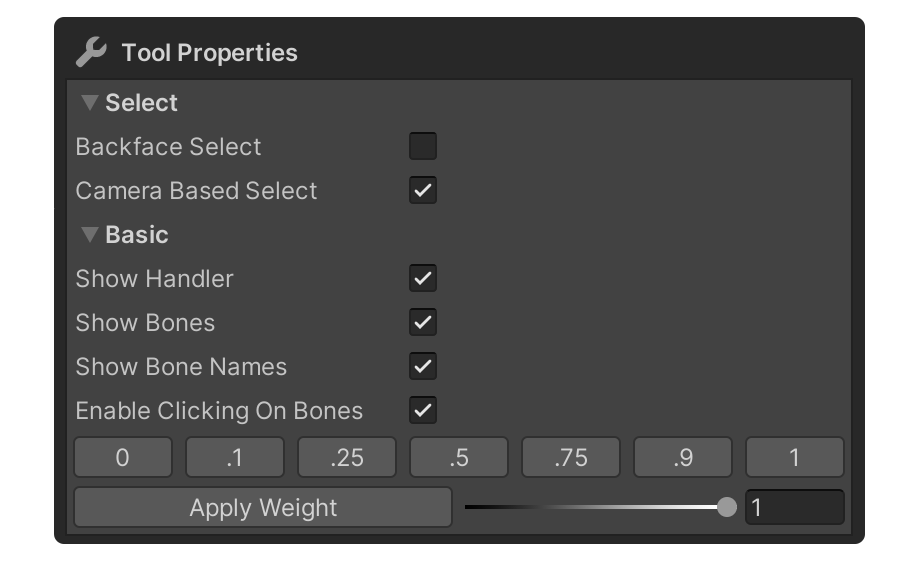 Tool Properties
Select
Backface Select
Camera Based Select
Basic
Show Handler
Show Bones
Show Bone Names
Enable Clicking On Bones
0 .1 .25 .5 .75 .9 1
Apply Weight 1